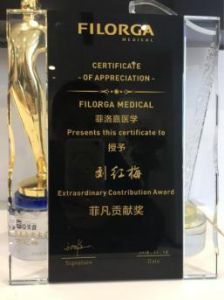 FILORGA
MEDICAL
CERTIFICATE
- OF APPRECIATION -
FILORGA MEDICAL
菲洛嘉医学
Presents this certificate to
授予
刘红梅
Extraordinary Contribution Award
菲凡贡献奖
Signature
Date